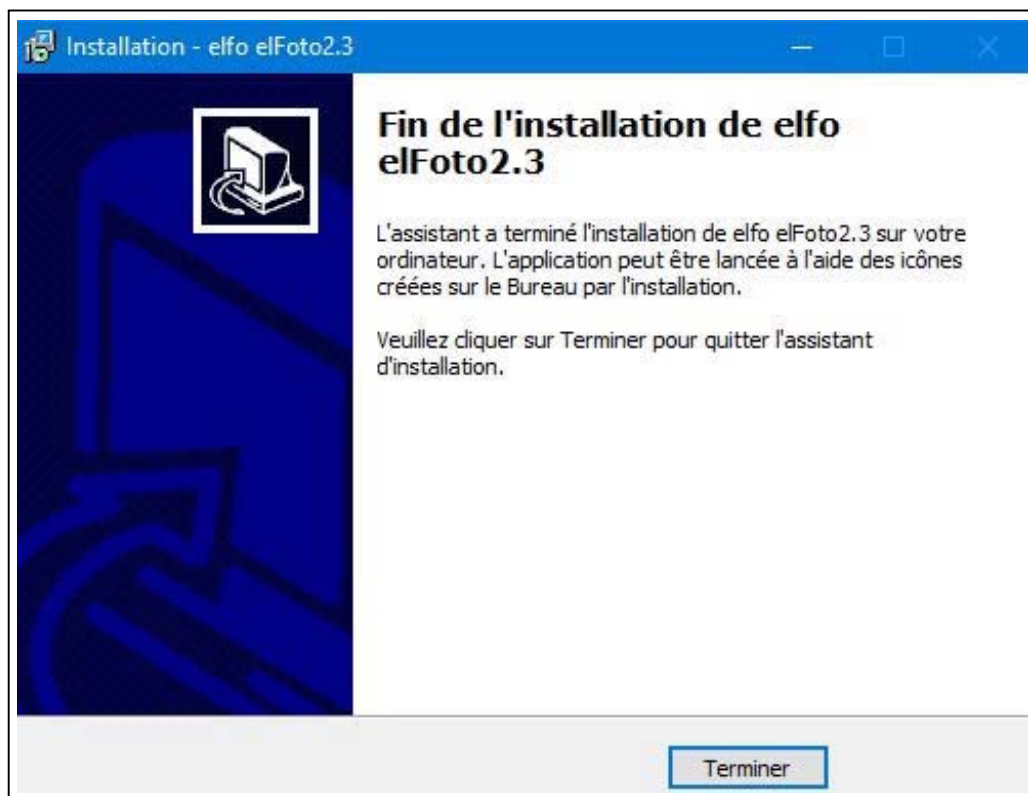 Installation - elfo elFoto2.3
Fin de l'installation de elfo
elFoto2.3
L'assistant a terminé l'installation de elfo elFoto2.3 sur votre
ordinateur. L'application peut être lancée à l'aide des icônes
créées sur le Bureau par l'installation.
Veuillez cliquer sur Terminer pour quitter l'assistant
d'installation.
Terminer